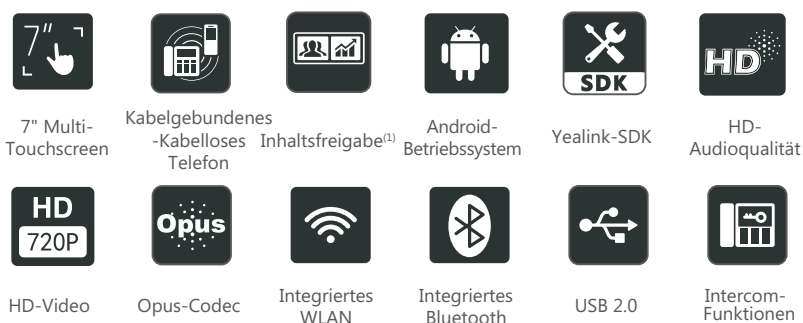 7"
SDK
HD
7" Multi-
Touchscreen
Kabelgebundenes
-Kabelloses
Telefon
Inhaltsfreigabe(1)
Android-
Betriebssystem
Yealink-SDK
HD-
Audioqualität
HD
720P
Opus
HD-Video
Opus-Codec
Integriertes
WLAN
Integriertes
Bluetooth
USB 2.0
Intercom-
Funktionen